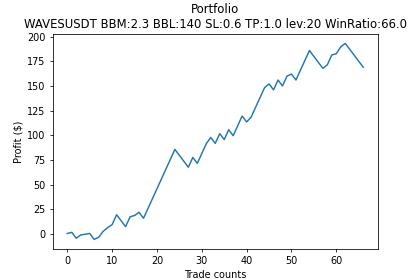 Portfolio
WAVESUSDT BBM:2.3 BBL:140 SL:0.6 TP:1.0 lev:20 WinRatio:66.0
200
175
150
125
100
75
50
25
0
Profit ($)
0 10 20 30 40 50 60
Trade counts